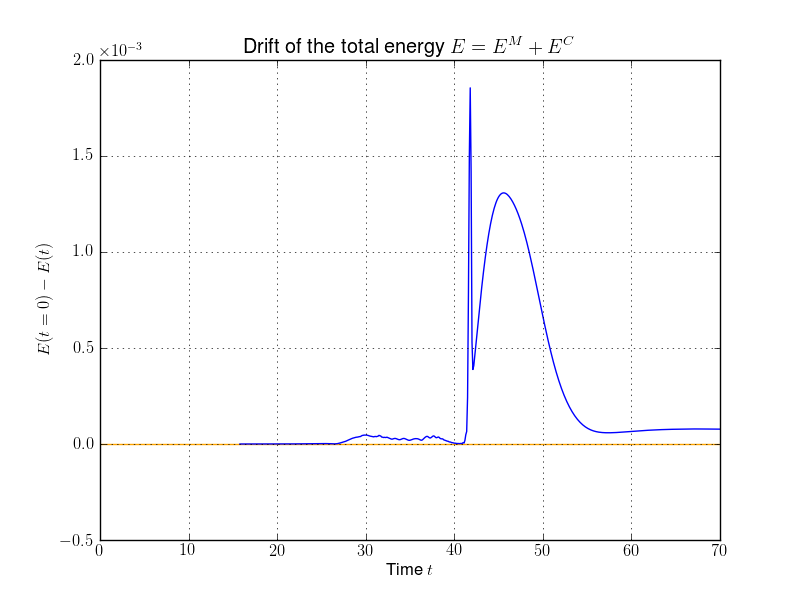 Drift of the total energy $E = E^M + E^C$
×10⁻³
2.0
1.5
1.0
0.5
0.0
−0.5
0 10 20 30 40 50 60 70
E(t = 0) − E(t)
Time t